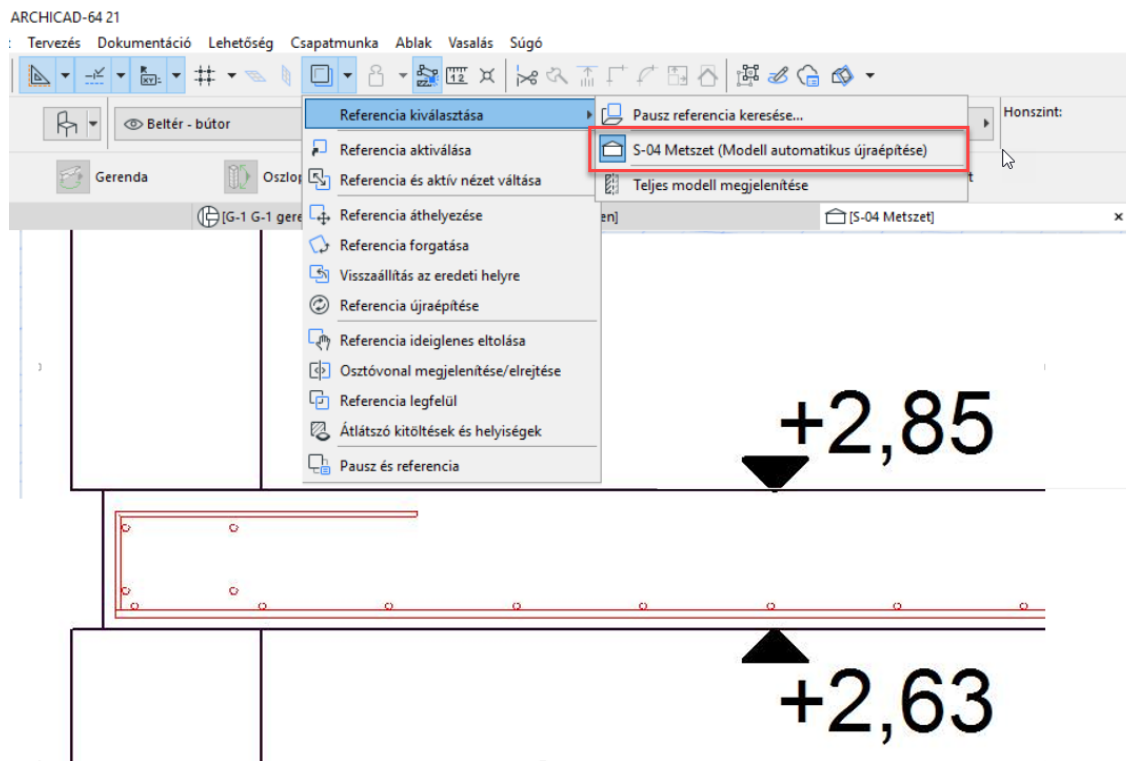 ARCHICAD-64 21
: Tervezés Dokumentáció Lehetőség Csapatmunka Ablak Vasalás Súgó
XY:
12
Beltér - bútor
Referencia kiválasztása
Pausz referencia keresése...
Honszint:
Referencia aktiválása
S-04 Metszet (Modell automatikus újraépítése)
Gerenda
Oszlop
Referencia és aktív nézet váltása
Teljes modell megjelenítése
t
[G-1 G-1 gere
Referencia áthelyezése
en]
[S-04 Metszet]
Referencia forgatása
Visszaállítás az eredeti helyre
Referencia újraépítése
Referencia ideiglenes eltolása
Osztóvonal megjelenítése/elrejtése
Referencia legfelül
Átlátszó kitöltések és helyiségek
Pausz és referencia
+2,85
+2,63